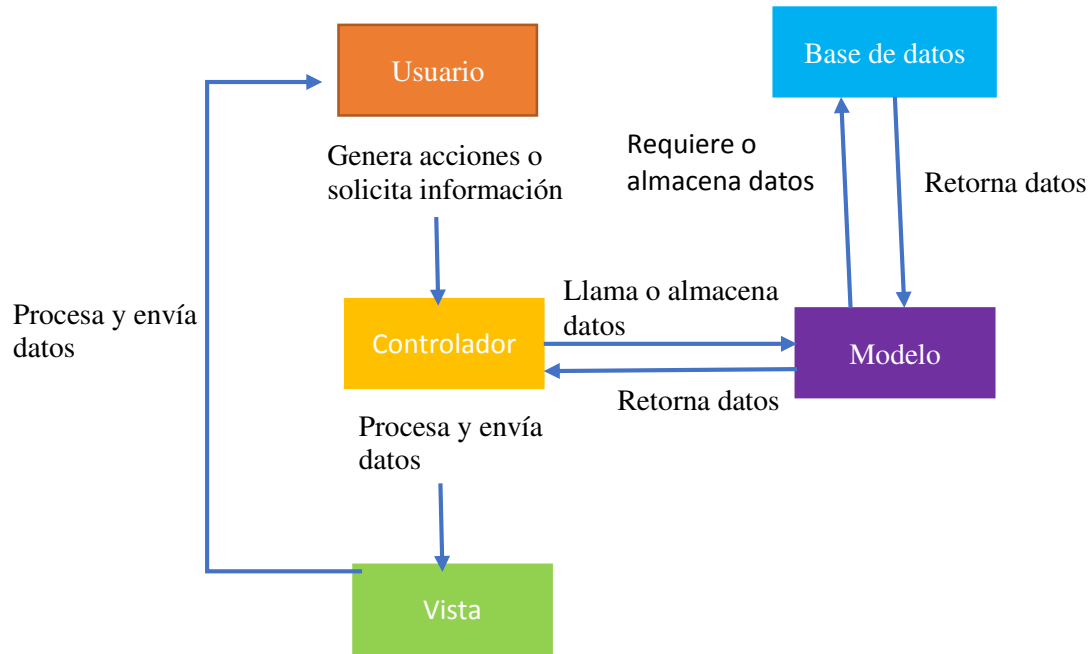 Usuario
Base de datos
Genera acciones o
solicita información
Requiere o
almacena datos
Retorna datos
Procesa y envía
datos
Controlador
Llama o almacena
datos
Modelo
Retorna datos
Procesa y envía
datos
Vista